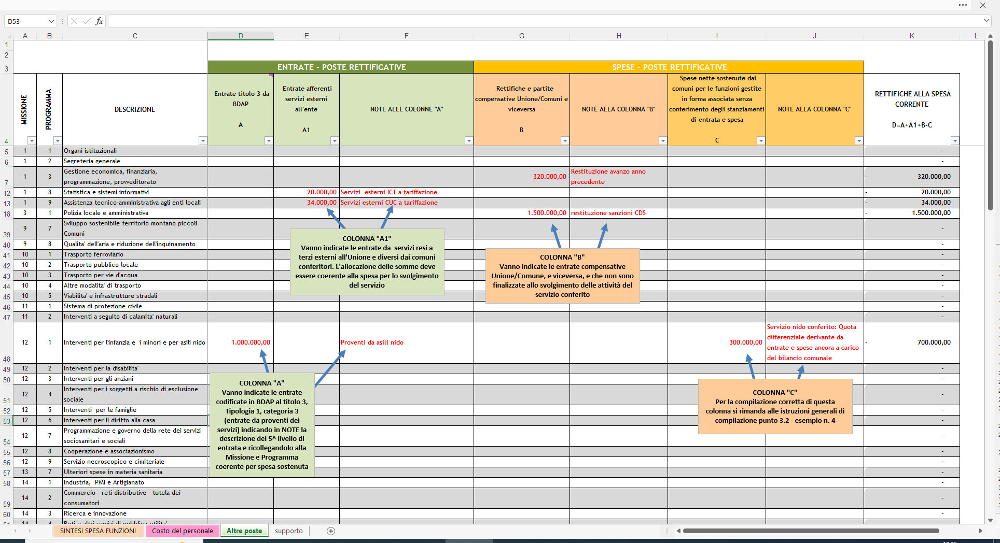 D53
fx
A B C D E F G H I J K L
1
2
3 ENTRATE - POSTE RETTIFICATIVE SPESE - POSTE RETTIFICATIVE
4
MISSIONE
PROGRAMMA
DESCRIZIONE
Entrate titolo 3 da
BDAP
A
Entrate afferenti
servizi esterni
all'ente
A1
NOTE ALLE COLONNE "A"
Rettifiche e partite
compensative Unione/Comuni e
viceversa
B
NOTE ALLA COLONNA "B"
Spese nette sostenute dai
comuni per le funzioni gestite
in forma associata senza
conferimento degli stanziamenti
di entrata e spesa
C
NOTE ALLA COLONNA "C"
RETTIFICHE ALLA SPESA
CORRENTE
D=A+A1+B-C
5 1 1 Organi istituzionali -
6 1 2 Segreteria generale -
7 1 3 Gestione economica, finanziaria,
programmazione, provveditorato
320.000,00
Restituzione avanzo anno
precedente
- 320.000,00
12 1 8 Statistica e sistemi informativi 20.000,00 Servizi esterni ICT a tariffazione - 20.000,00
13 1 9 Assistenza tecnico-amministrativa agli enti locali 34.000,00 Servizi esterni CUC a tariffazione - 34.000,00
18 3 1 Polizia locale e amministrativa 1.500.000,00 restituzione sanzioni CDS - 1.500.000,00
39 9 7 Sviluppo sostenibile territorio montano piccoli
Comuni
-
40 9 8 Qualita' dell'aria e riduzione dell'inquinamento -
41 10 1 Trasporto ferroviario -
42 10 2 Trasporto pubblico locale -
43 10 3 Trasporto per vie d'acqua -
44 10 4 Altre modalita' di trasporto -
45 10 5 Viabilita' e infrastrutture stradali -
46 11 1 Sistema di protezione civile -
47 11 2 Interventi a seguito di calamita' naturali -
COLONNA "A1"
Vanno indicate le entrate da servizi resi a
terzi esterni all'Unione e diversi dai comuni
conferitori. L'allocazione delle somme deve
essere coerente alla spesa per lo svolgimento
del servizio
COLONNA "B"
Vanno indicate le entrate compensative
Unione/Comune, e viceversa, e che non sono
finalizzate allo svolgimento delle attività del
servizio conferito
48 12 1 Interventi per l'infanzia e i minori e per asili nido 1.000.000,00 Proventi da asili nido 300.000,00
Servizio nido conferito: Quota
differenziale derivante da
entrate e spese ancora a carico
del bilancio comunale
- 700.000,00
49 12 2 Interventi per la disabilita' -
50 12 3 Interventi per gli anziani -
51 12 4 Interventi per i soggetti a rischio di esclusione
sociale
-
52 12 5 Interventi per le famiglie -
53 12 6 Interventi per il diritto alla casa -
54 12 7 Programmazione e governo della rete dei servizi
sociosanitari e sociali
-
55 12 8 Cooperazione e associazionismo -
56 12 9 Servizio necroscopico e cimiteriale -
57 13 7 Ulteriori spese in materia sanitaria -
58 14 1 Industria, PMI e Artigianato -
59 14 2 Commercio - reti distributive - tutela dei
consumatori
-
60 14 3 Ricerca e innovazione -
COLONNA "A"
Vanno indicate le entrate
codificate in BDAP al titolo 3,
Tipologia 1, categoria 3
(entrate da proventi dei
servizi) indicando in NOTE la
descrizione del 5^ livello di
entrata e ricollegandolo alla
Missione e Programma
coerente per spesa sostenuta
COLONNA "C"
Per la compilazione corretta di questa
colonna si rimanda alle istruzioni generali di
compilazione punto 3.2 - esempio n. 4
61 14 4 Reti e altri servizi di pubblica utilita'
SINTESI SPESA FUNZIONI Costo del personale Altre poste supporto